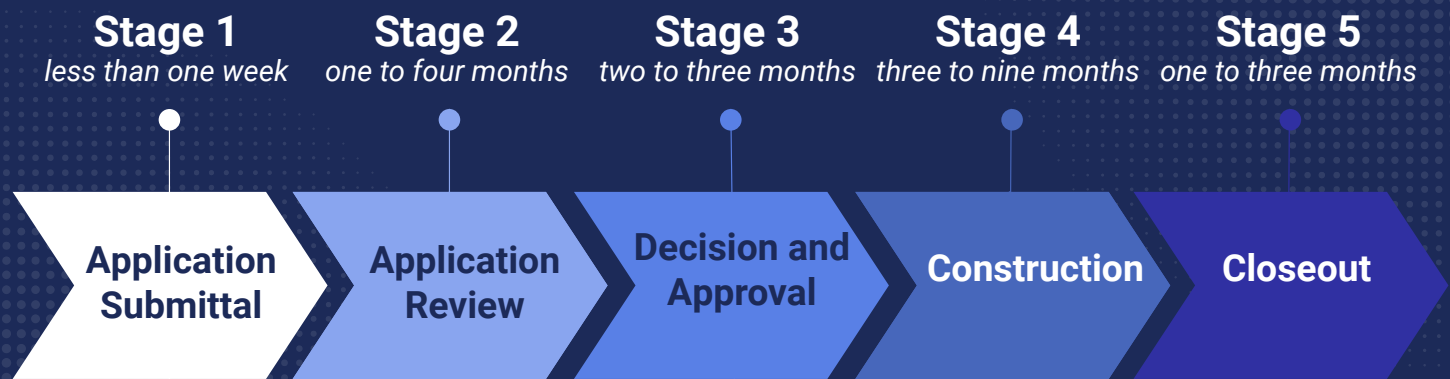 Stage 1
less than one week
Stage 2
one to four months
Stage 3
two to three months
Stage 4
three to nine months
Stage 5
one to three months
Application
Submittal
Application
Review
Decision and
Approval
Construction
Closeout